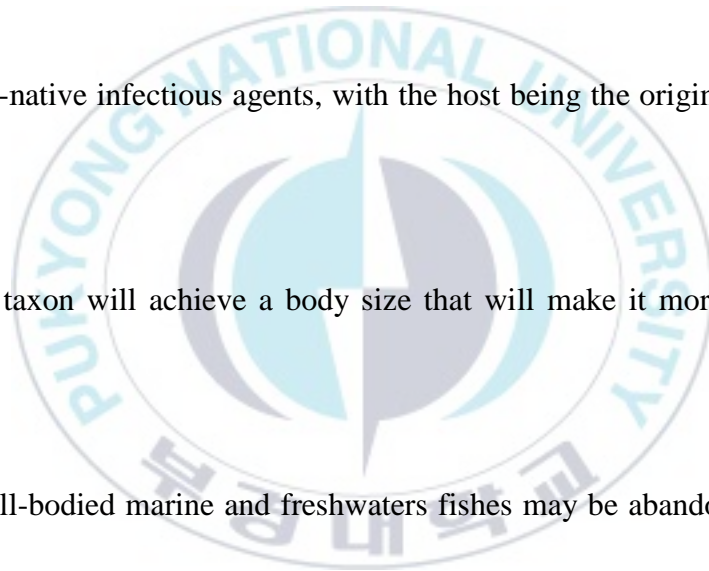 PUKYONG NATIONAL UNIVERSITY
-native infectious agents, with the host being the origin
taxon will achieve a body size that will make it mor
ll-bodied marine and freshwaters fishes may be abando
부경대학교